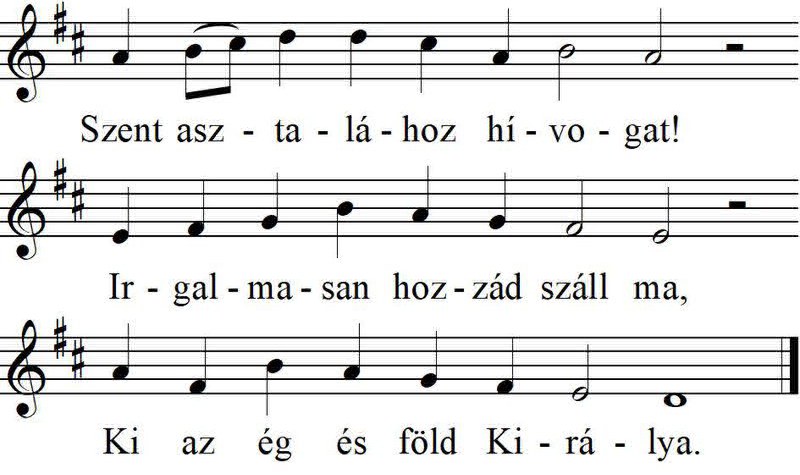 Szent asz - ta - lá - hoz hí - vo - gat!
Ir - gal - ma - san hoz - zád száll ma,
Ki az ég és föld Ki - rá - lya.